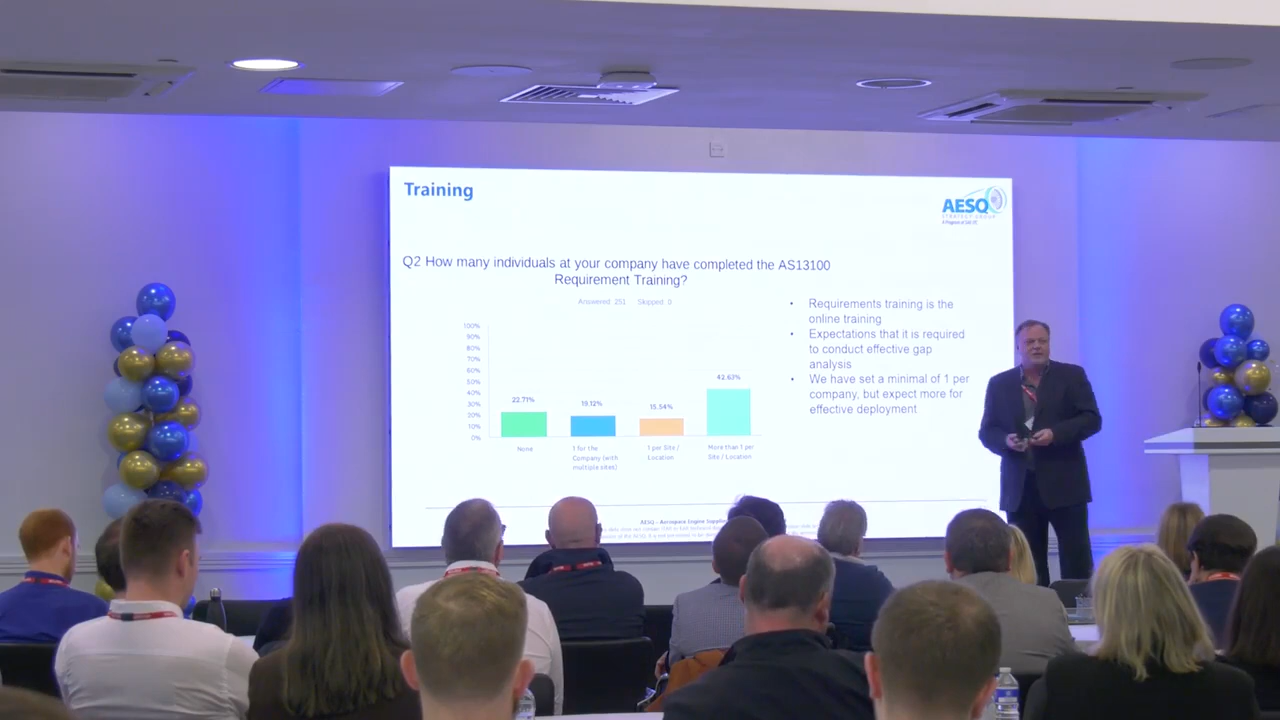 Training
AESQ
STRATEGY GROUP
Q2 How many individuals at your company have completed the AS13100
Requirement Training?
Answered: 251 Skipped: 0
100%
90%
80%
70%
60%
50%
40%
30%
20%
10%
0%
22.71%
19.12%
15.54%
42.63%
None
1 for the
Company (with
multiple sites)
1 per Site /
Location
More than 1 per
Site / Location
• Requirements training is the
online training
• Expectations that it is required
to conduct effective gap
analysis
• We have set a minimal of 1 per
company, but expect more for
effective deployment
AESQ – Aerospace Engine Supplier